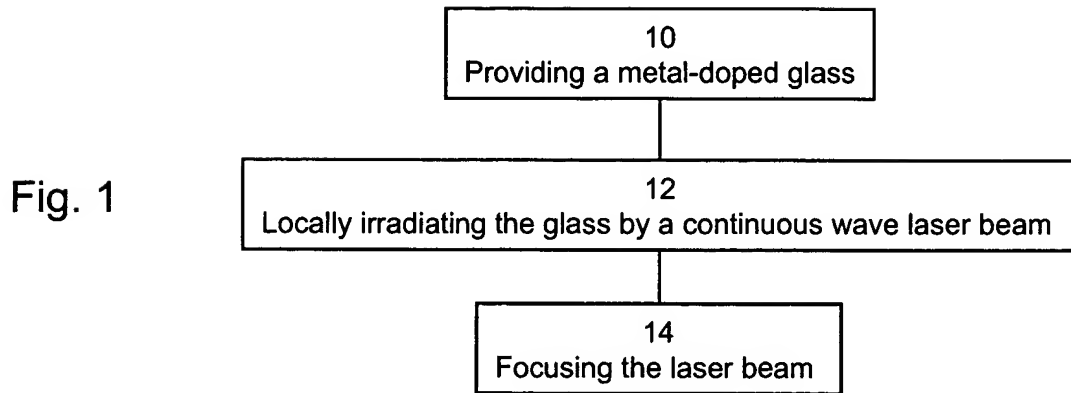 10
Providing a metal-doped glass
Fig. 1
12
Locally irradiating the glass by a continuous wave laser beam
14
Focusing the laser beam